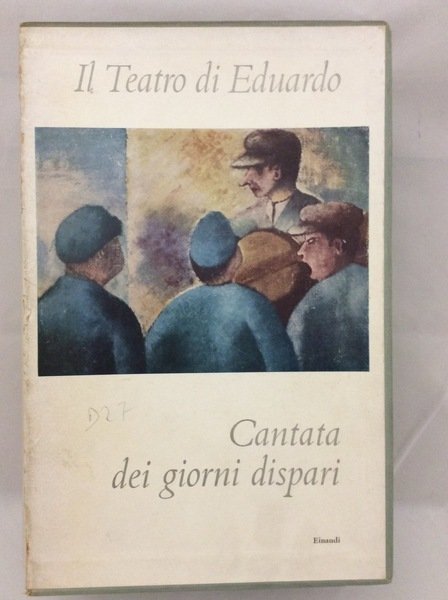 Il Teatro di Eduardo
D27
Cantata
dei giorni dispari
Einaudi